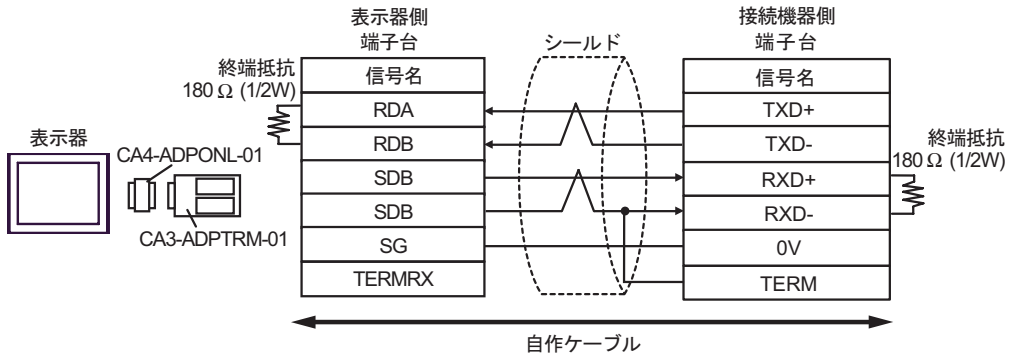 表示器側
端子台
接続機器側
端子台
シールド
終端抵抗
180 Ω (1/2W)
信号名
RDA
RDB
SDB
SDB
SG
TERMRX
信号名
TXD+
TXD-
RXD+
RXD-
0V
TERM
終端抵抗
180 Ω (1/2W)
表示器
CA4-ADPONL-01
CA3-ADPTRM-01
自作ケーブル